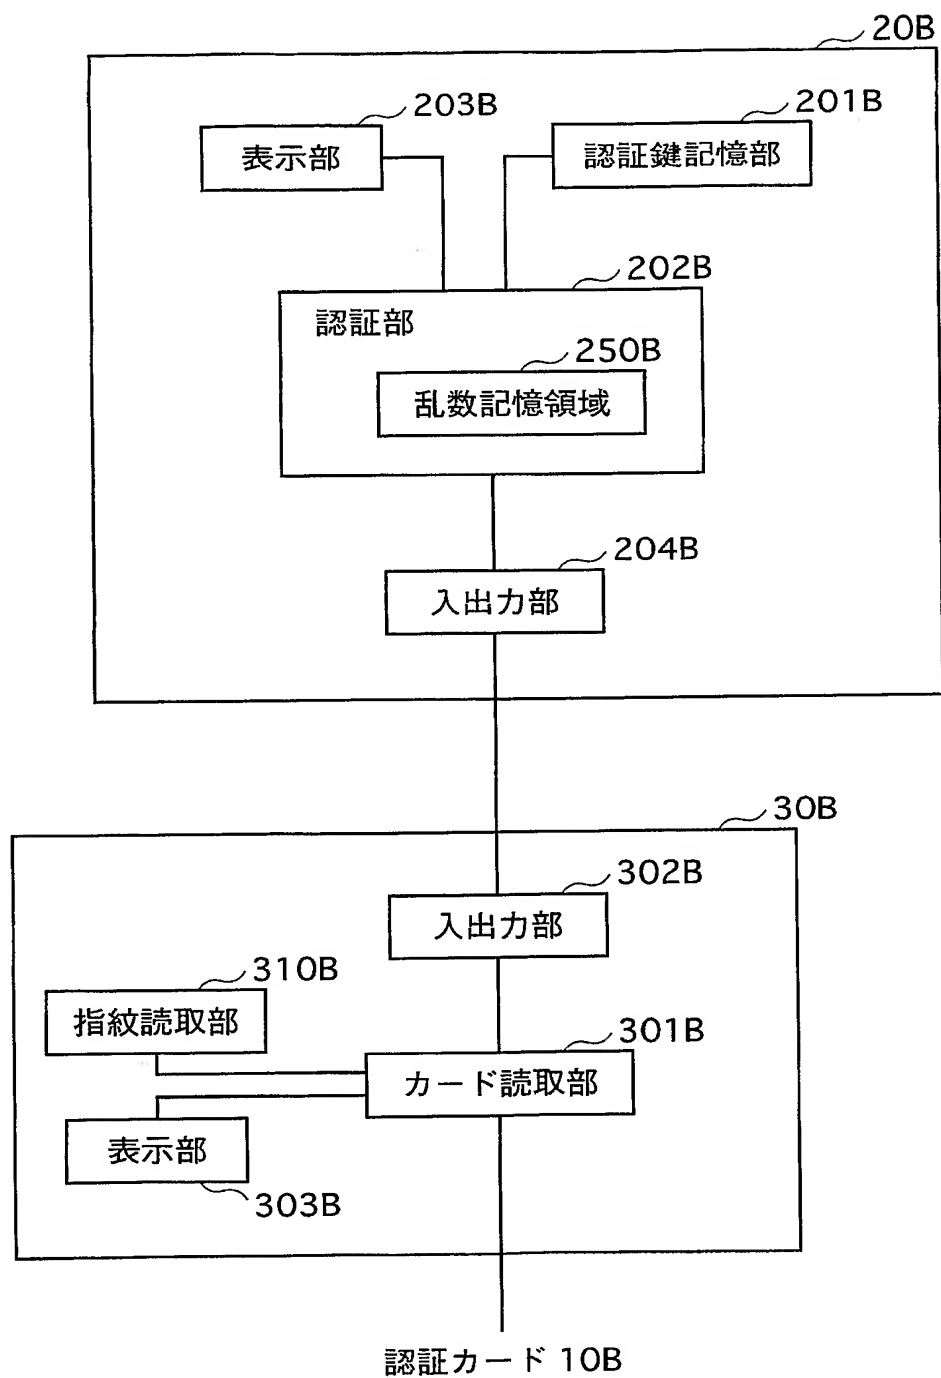 20B
203B
201B
表示部
認証鍵記憶部
202B
認証部
250B
乱数記憶領域
204B
入出力部
30B
302B
入出力部
310B
指紋読取部
301B
カード読取部
表示部
303B
認証カード 10B